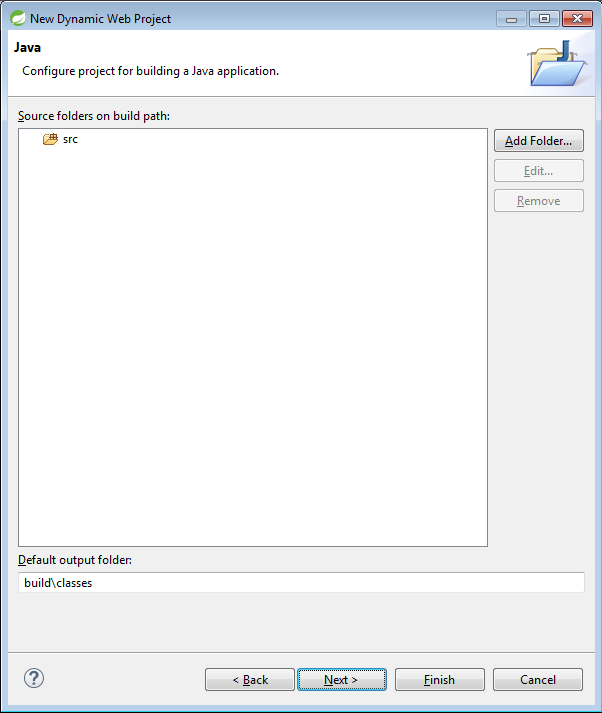 New Dynamic Web Project
Java
Configure project for building a Java application.
Source folders on build path:
src
Add Folder...
Edit...
Remove
Default output folder:
build\classes
?
< Back
Next >
Finish
Cancel